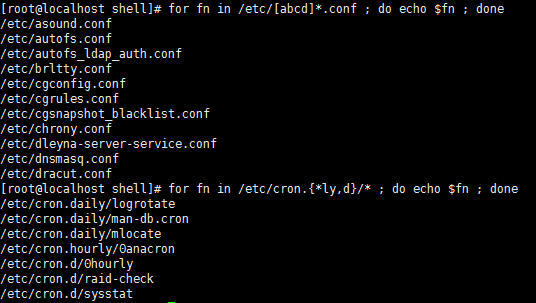 [root@localhost shell]# for fn in /etc/[abcd]*.conf ; do echo $fn ; done
/etc/asound.conf
/etc/autofs.conf
/etc/autofs_ldap_auth.conf
/etc/brltty.conf
/etc/cgconfig.conf
/etc/cgrules.conf
/etc/cgsnapshot_blacklist.conf
/etc/chrony.conf
/etc/dleyna-server-service.conf
/etc/dnsmasq.conf
/etc/dracut.conf
[root@localhost shell]# for fn in /etc/cron.{*ly,d}/* ; do echo $fn ; done
/etc/cron.daily/logrotate
/etc/cron.daily/man-db.cron
/etc/cron.daily/mlocate
/etc/cron.hourly/0anacron
/etc/cron.d/0hourly
/etc/cron.d/raid-check
/etc/cron.d/sysstat